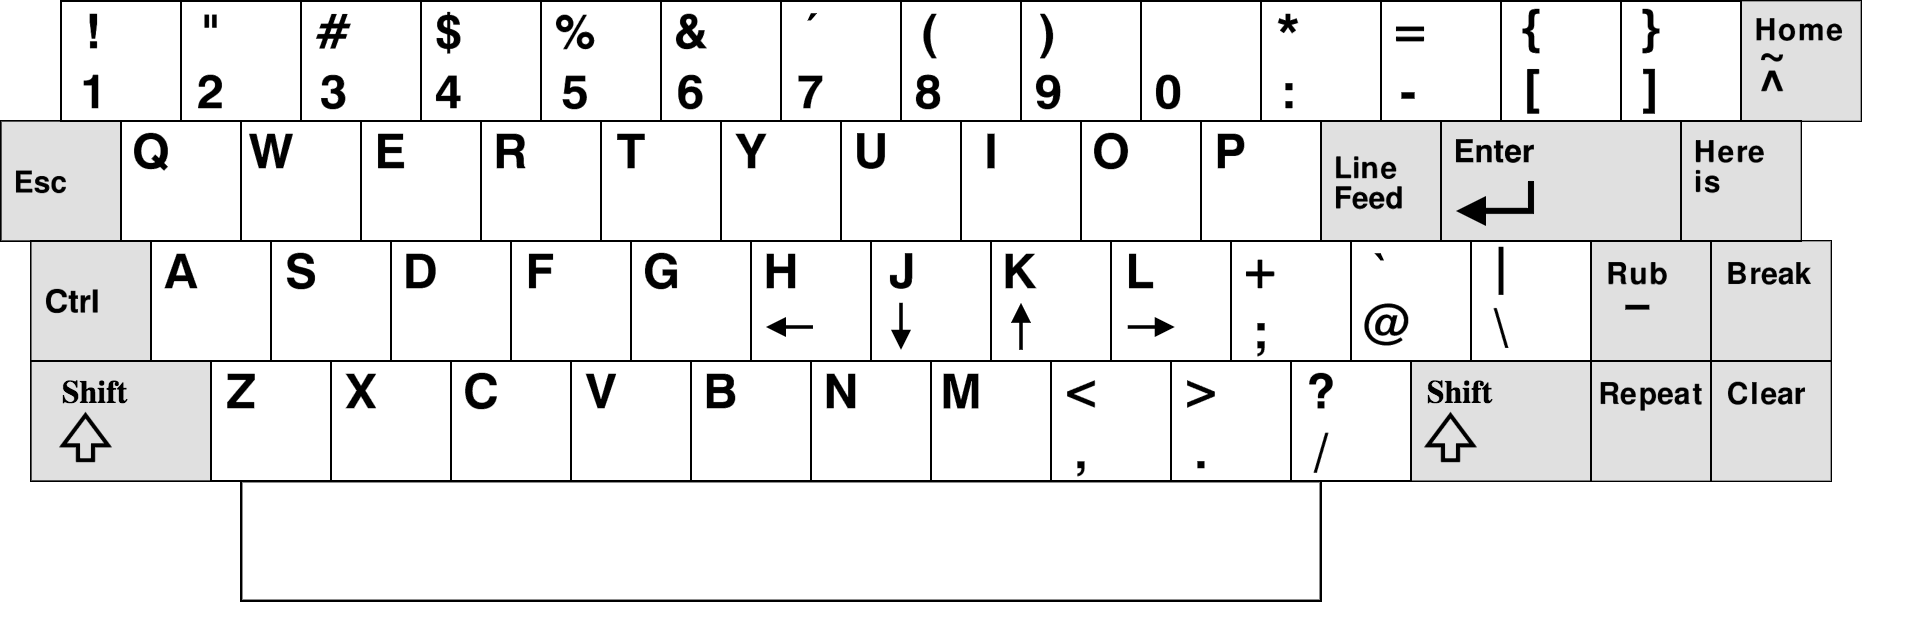 ! " # $ % & ´ ( ) * = { } Home
~
1 2 3 4 5 6 7 8 9 0 : - [ ] ^
Q W E R T Y U I O P Enter Here
Esc Line is
Feed
A S D F G H J K L + ` | Rub Break
Ctrl ← ↓ ↑ → ; @ \ –
Shift Z X C V B N M < > ? Shift Repeat Clear
, . /